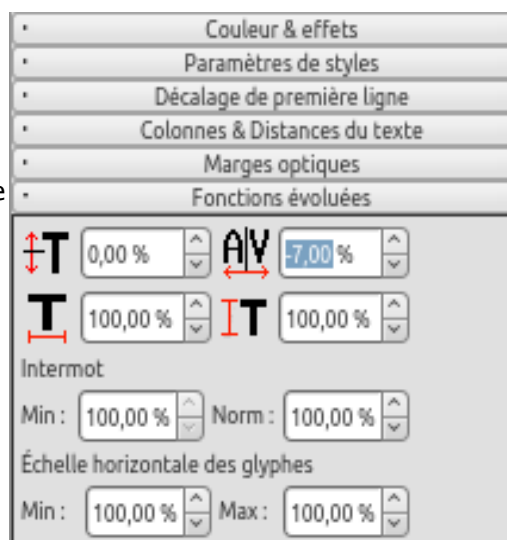 Couleur & effets
Paramètres de styles
Décalage de première ligne
Colonnes & Distances du texte
Marges optiques
e
Fonctions évoluées
T 0,00 % A|V -7,00 %
T 100,00 % T 100,00 %
Intermot
Min : 100,00 % Norm : 100,00 %
Échelle horizontale des glyphes
Min : 100,00 % Max : 100,00 %